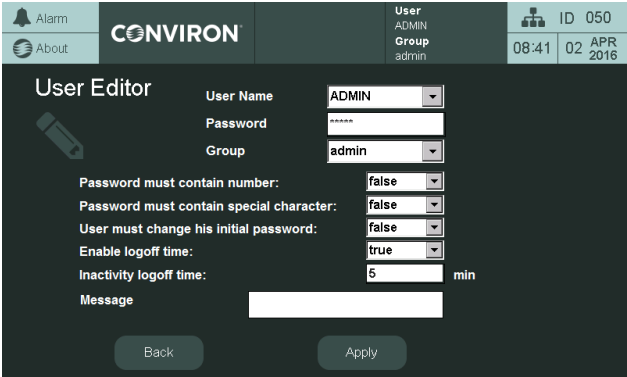 Alarm
About
CONVIRON
User
ADMIN
Group
admin
ID 050
08:41
02 APR 2016
User Editor
User Name ADMIN
Password *****
Group admin
Password must contain number: false
Password must contain special character: false
User must change his initial password: false
Enable logoff time: true
Inactivity logoff time: 5 min
Message
Back Apply